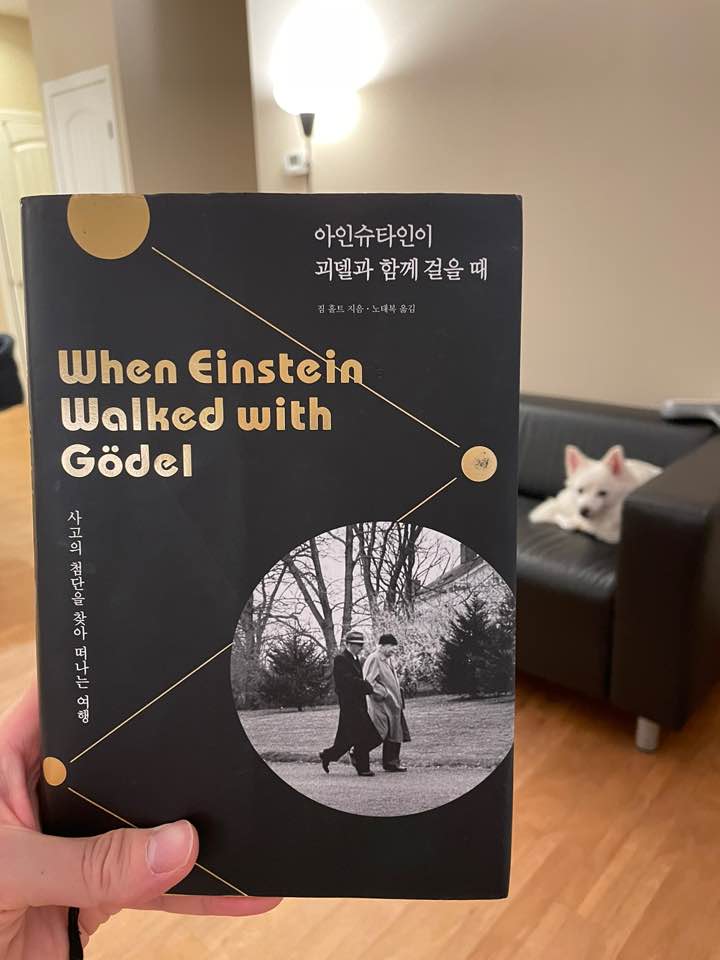 아인슈타인이
괴델과 함께 걸을 때
짐 홀트 지음 · 노태복 옮김
When Einstein
Walked with
Gödel
사고의 첨단을 찾아 떠나는 여행